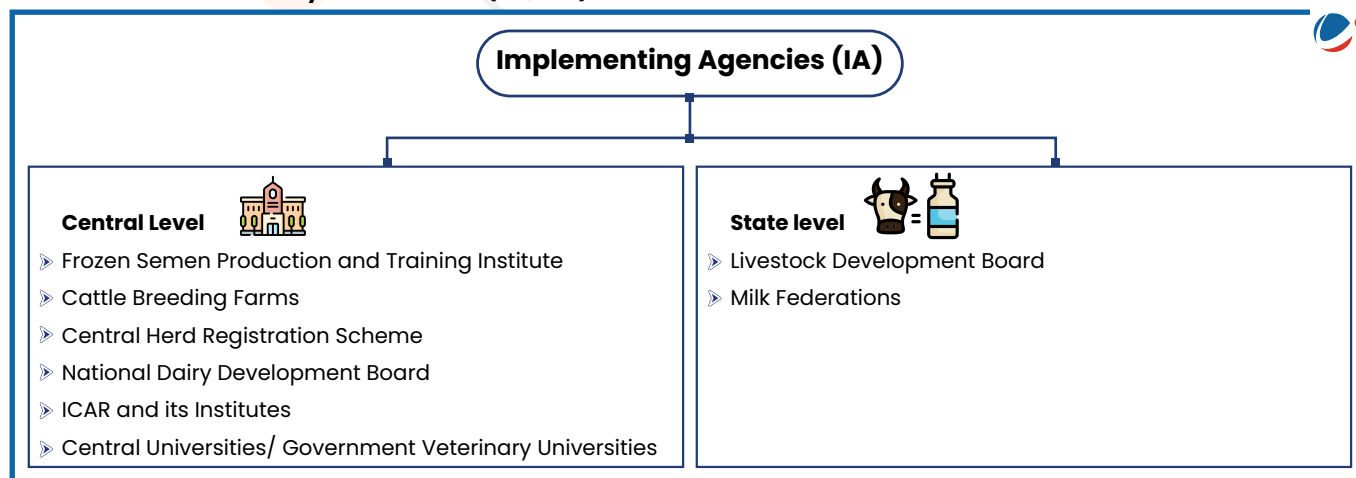 Implementing Agencies (IA)
Central Level
Frozen Semen Production and Training Institute
Cattle Breeding Farms
Central Herd Registration Scheme
National Dairy Development Board
ICAR and its Institutes
Central Universities/ Government Veterinary Universities
State level
=
Livestock Development Board
Milk Federations